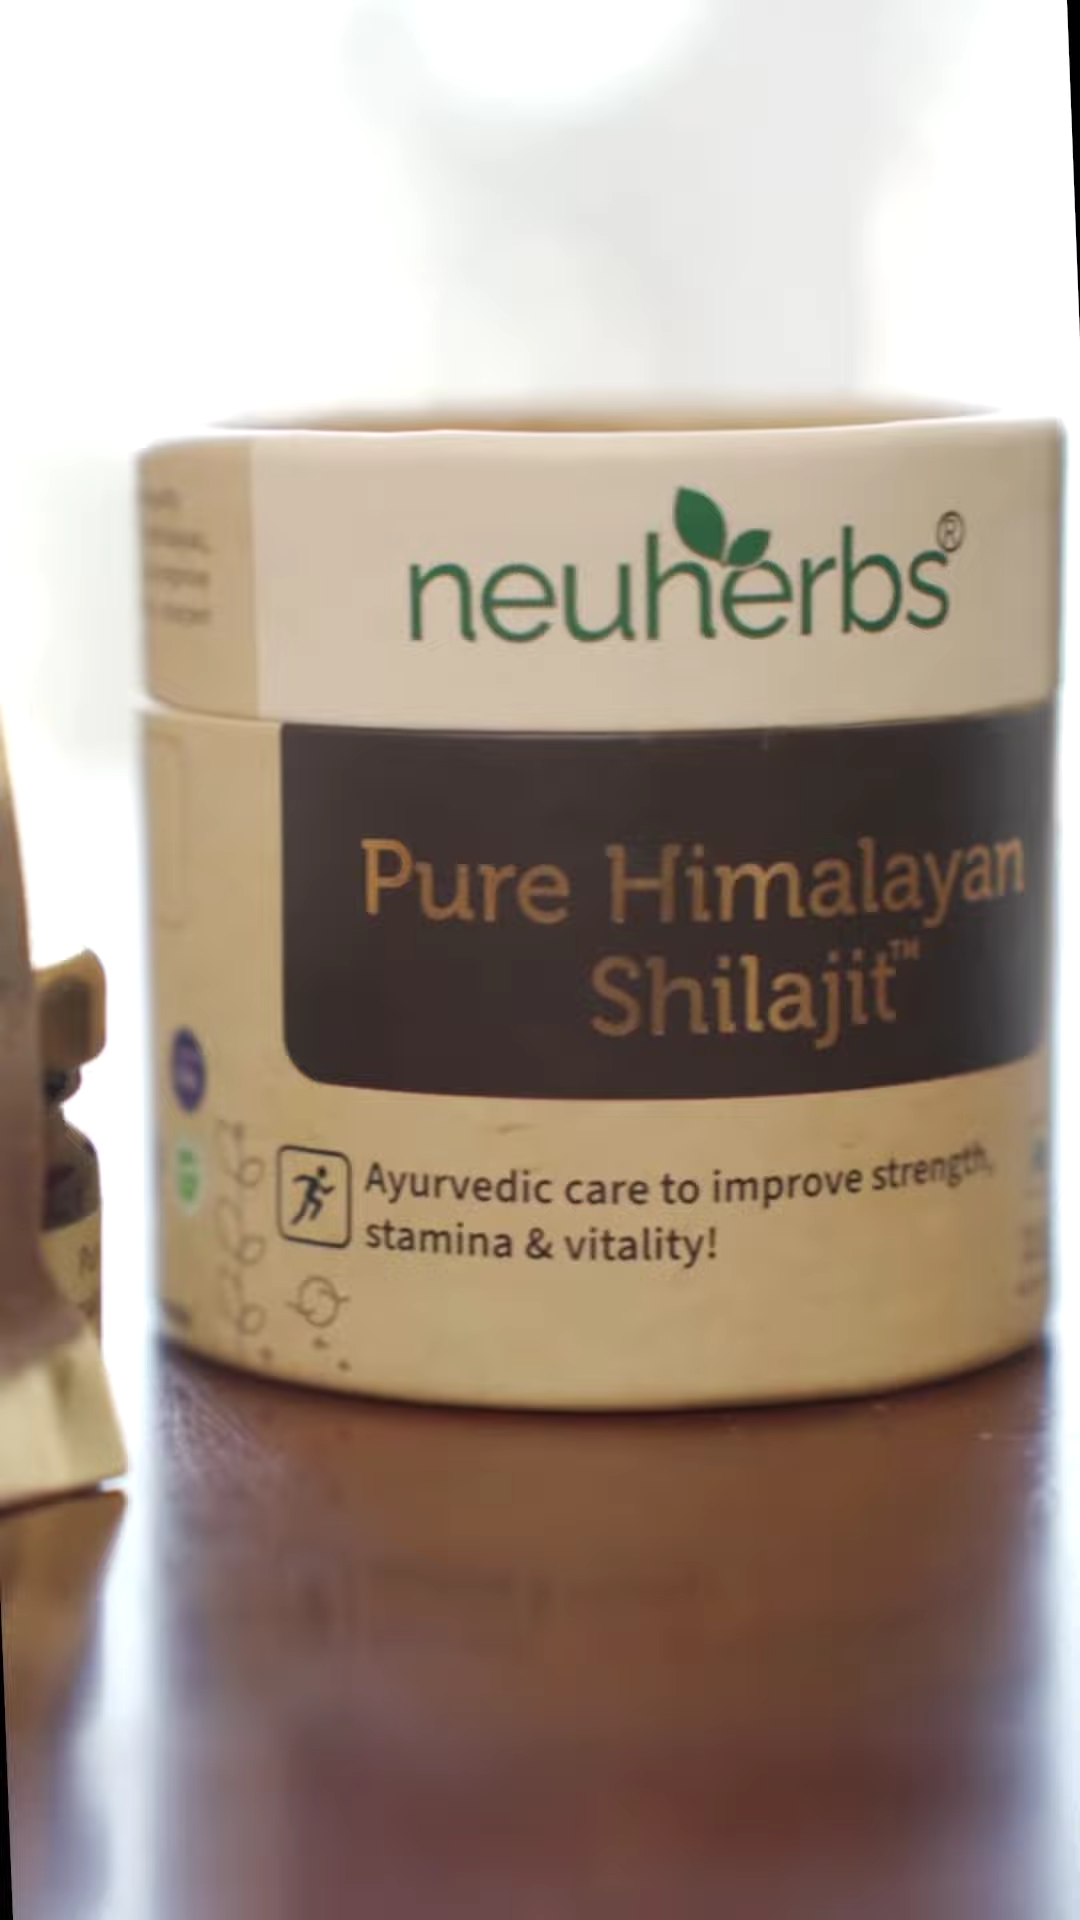 neuherbs®
Pure Himalayan
Shilajit™
Ayurvedic care to improve strength,
stamina & vitality!